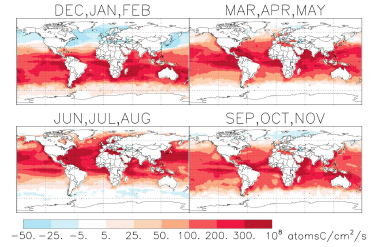 DEC,JAN,FEB MAR,APR,MAY
JUN,JUL,AUG SEP,OCT,NOV
-50. -25. -5. 5. 25. 50. 100. 200. 300. 10⁸ atomsC/cm²/s